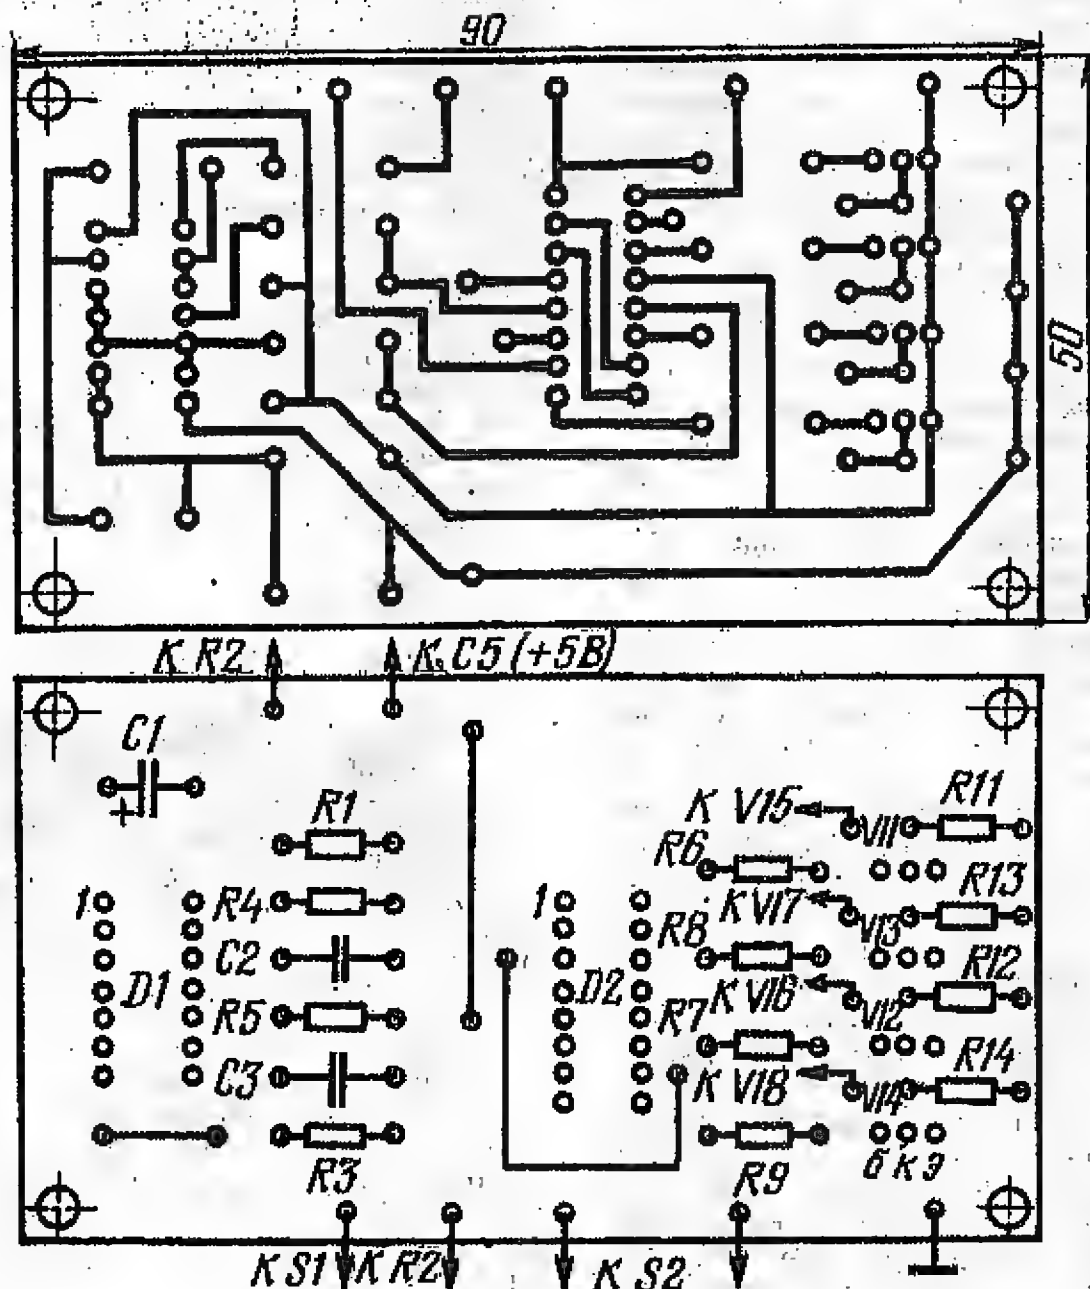 90
50
К R2
К C5 (+5В)
C1
+
R1
К V15
V11
R11
R6
1
R4
1
К V17
R13
D1
C2
D2
R8
V13
R12
R5
К V16
V12
R7
C3
К V18
V14
R14
R3
R9
б к э
К S1
К R2
К S2